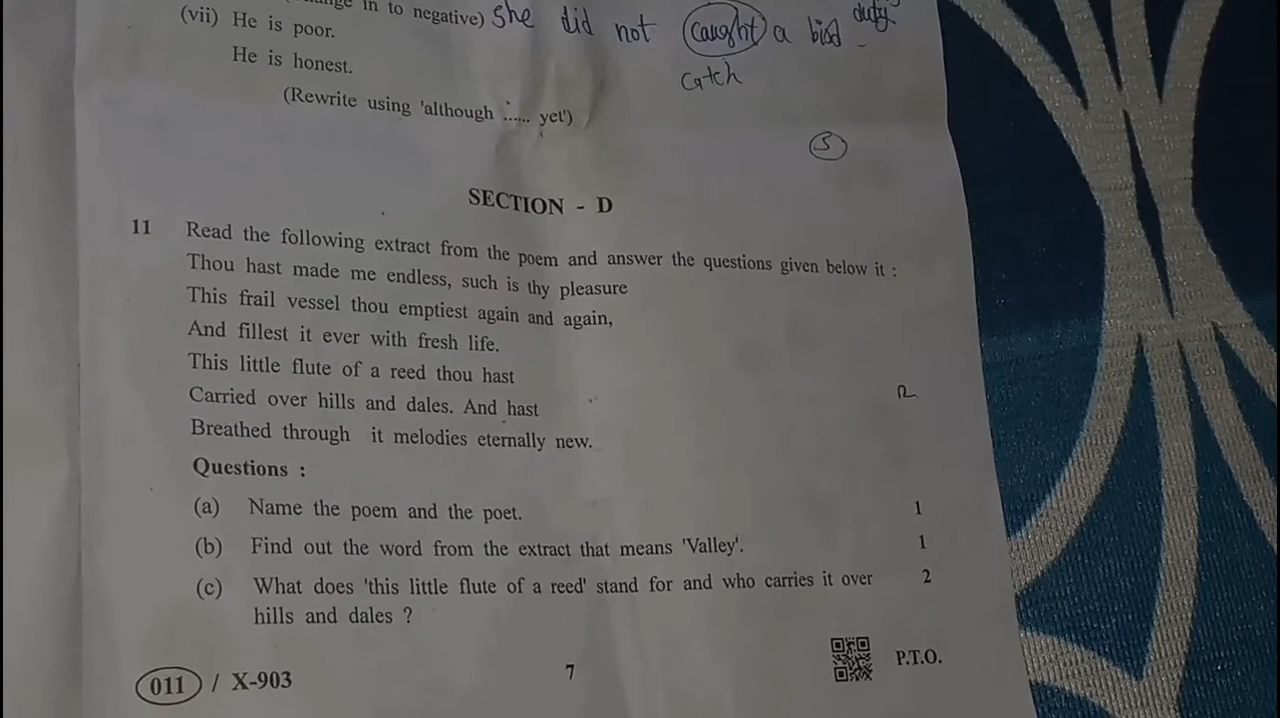 in to negative) She did not caught a bird
duty
(vii) He is poor.
catch
He is honest.
(Rewrite using 'although ...... yet')
5
SECTION - D
11 Read the following extract from the poem and answer the questions given below it :
Thou hast made me endless, such is thy pleasure
This frail vessel thou emptiest again and again,
And fillest it ever with fresh life.
This little flute of a reed thou hast
Carried over hills and dales. And hast
Breathed through it melodies eternally new.
Questions :
(a) Name the poem and the poet. 1
(b) Find out the word from the extract that means 'Valley'. 1
(c) What does 'this little flute of a reed' stand for and who carries it over 2
hills and dales ?
011 / X-903 7 P.T.O.